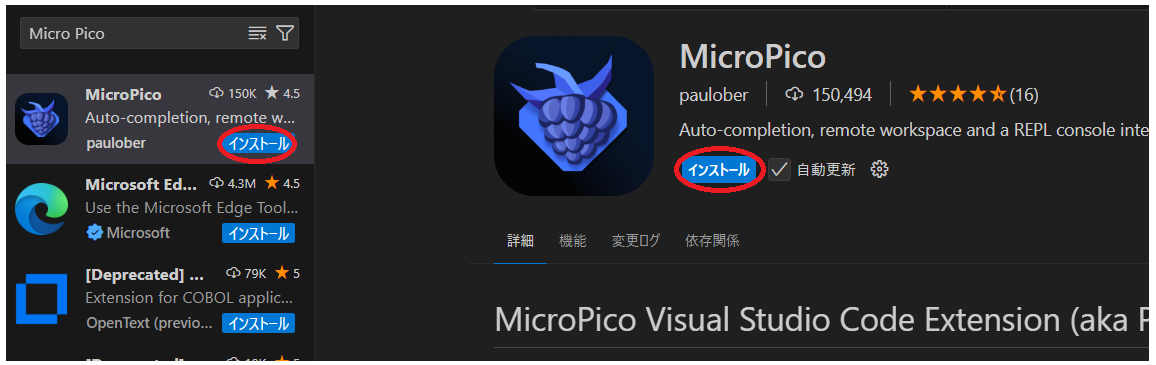 Micro Pico
MicroPico 150K ★ 4.5
Auto-completion, remote w...
paulober インストール
Microsoft Ed... 4.3M ★ 4.5
Use the Microsoft Edge Tool...
Microsoft インストール
[Deprecated] ... 79K ★ 5
Extension for COBOL applic...
OpenText (previo... インストール
MicroPico
paulober 150,494 (16)
Auto-completion, remote workspace and a REPL console inte
インストール 自動更新
詳細 機能 変更ログ 依存関係
MicroPico Visual Studio Code Extension (aka P